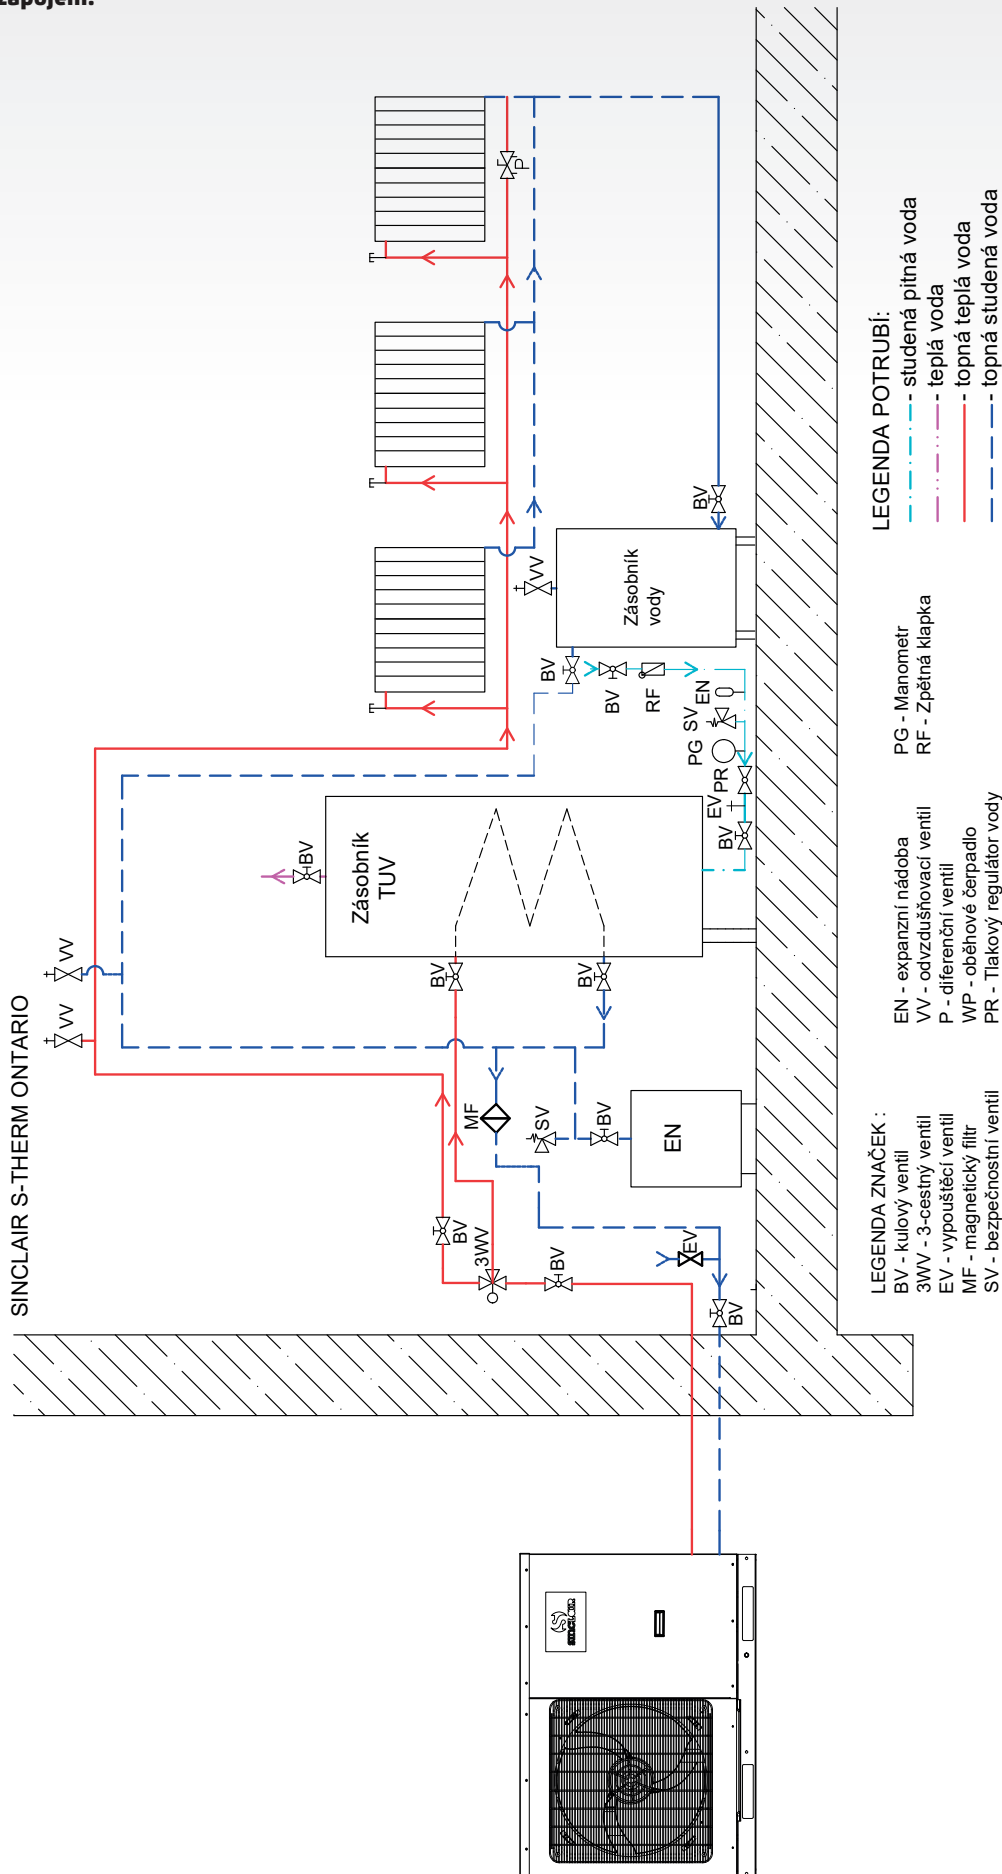 zapojení:
SINCLAIR S-THERM ONTARIO
VV
VV
BV
3WV
BV
MF
SV
BV
EN
EV
BV
BV
BV
Zásobník
TUV
BV
BV
EV
PR
PG
SV
EN
RF
BV
BV
VV
Zásobník
vody
BV
P
SINCLAIR
LEGENDA ZNAČEK :
BV - kulový ventil
3WV - 3-cestný ventil
EV - vypouštěcí ventil
MF - magnetický filtr
SV - bezpečnostní ventil
EN - expanzní nádoba
VV - odvzdušňovací ventil
P - diferenční ventil
WP - oběhové čerpadlo
PR - Tlakový regulátor vody
PG - Manometr
RF - Zpětná klapka
LEGENDA POTRUBÍ:
- studená pitná voda
- teplá voda
- topná teplá voda
- topná studená voda